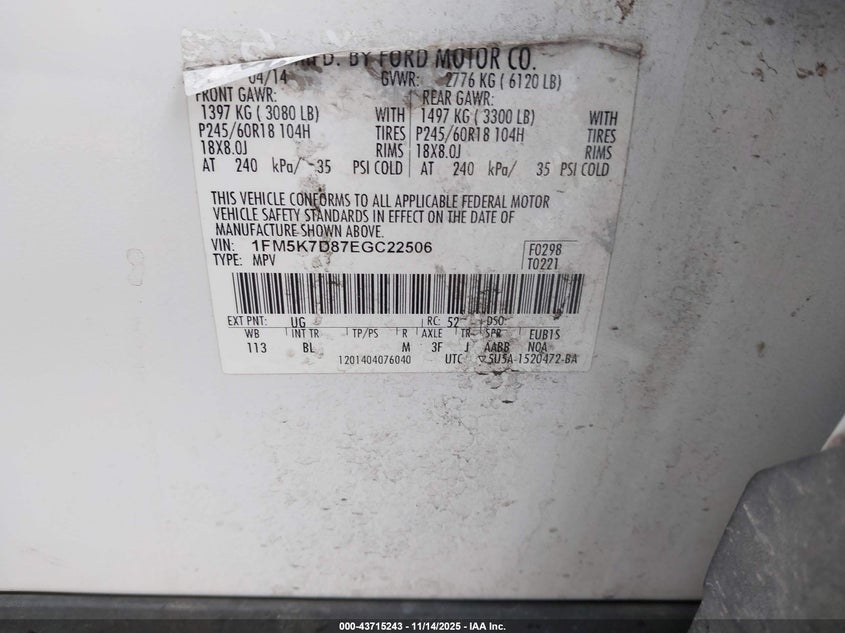 MFD. BY FORD MOTOR CO.
04/14 GVWR: 2776 KG ( 6120 LB)
FRONT GAWR: REAR GAWR:
1397 KG ( 3080 LB) WITH 1497 KG ( 3300 LB) WITH
P245/60R18 104H TIRES P245/60R18 104H TIRES
18X8.0J RIMS 18X8.0J RIMS
AT 240 kPa/ 35 PSI COLD AT 240 kPa/ 35 PSI COLD
THIS VEHICLE CONFORMS TO ALL APPLICABLE FEDERAL MOTOR
VEHICLE SAFETY STANDARDS IN EFFECT ON THE DATE OF
MANUFACTURE SHOWN ABOVE.
VIN: 1FM5K7D87EGC22506 F0298
TYPE: MPV T0221
EXT PNT: UG RC: 52 DSO:
WB INT TR TP/PS R AXLE TR SPR EUB1S
113 BL M 3F J AABB NOA
1201404076040 UTC 5U5A-1520472-BA
000-43715243 - 11/14/2025 - IAA Inc.